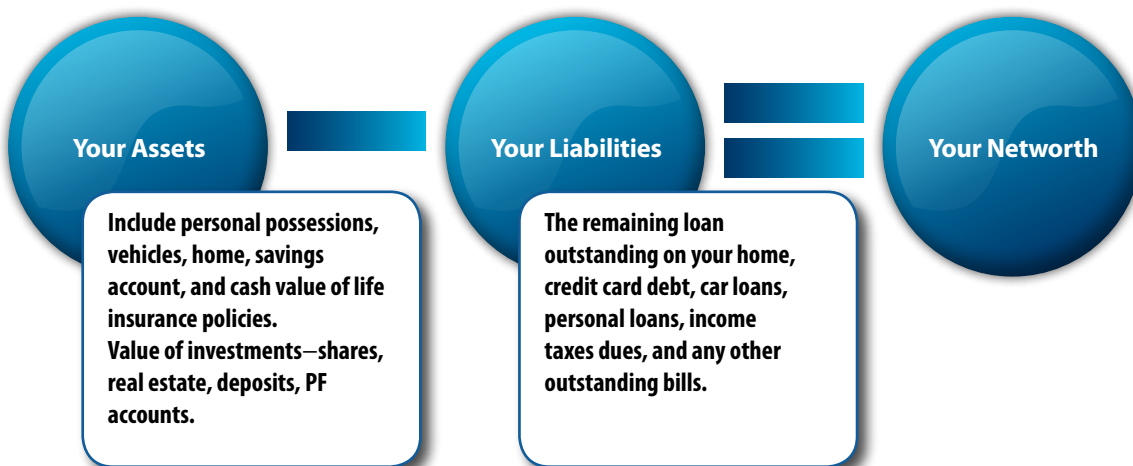 Your Assets
Your Liabilities
Your Networth
Include personal possessions,
vehicles, home, savings
account, and cash value of life
insurance policies.
Value of investments—shares,
real estate, deposits, PF
accounts.
The remaining loan
outstanding on your home,
credit card debt, car loans,
personal loans, income
taxes dues, and any other
outstanding bills.